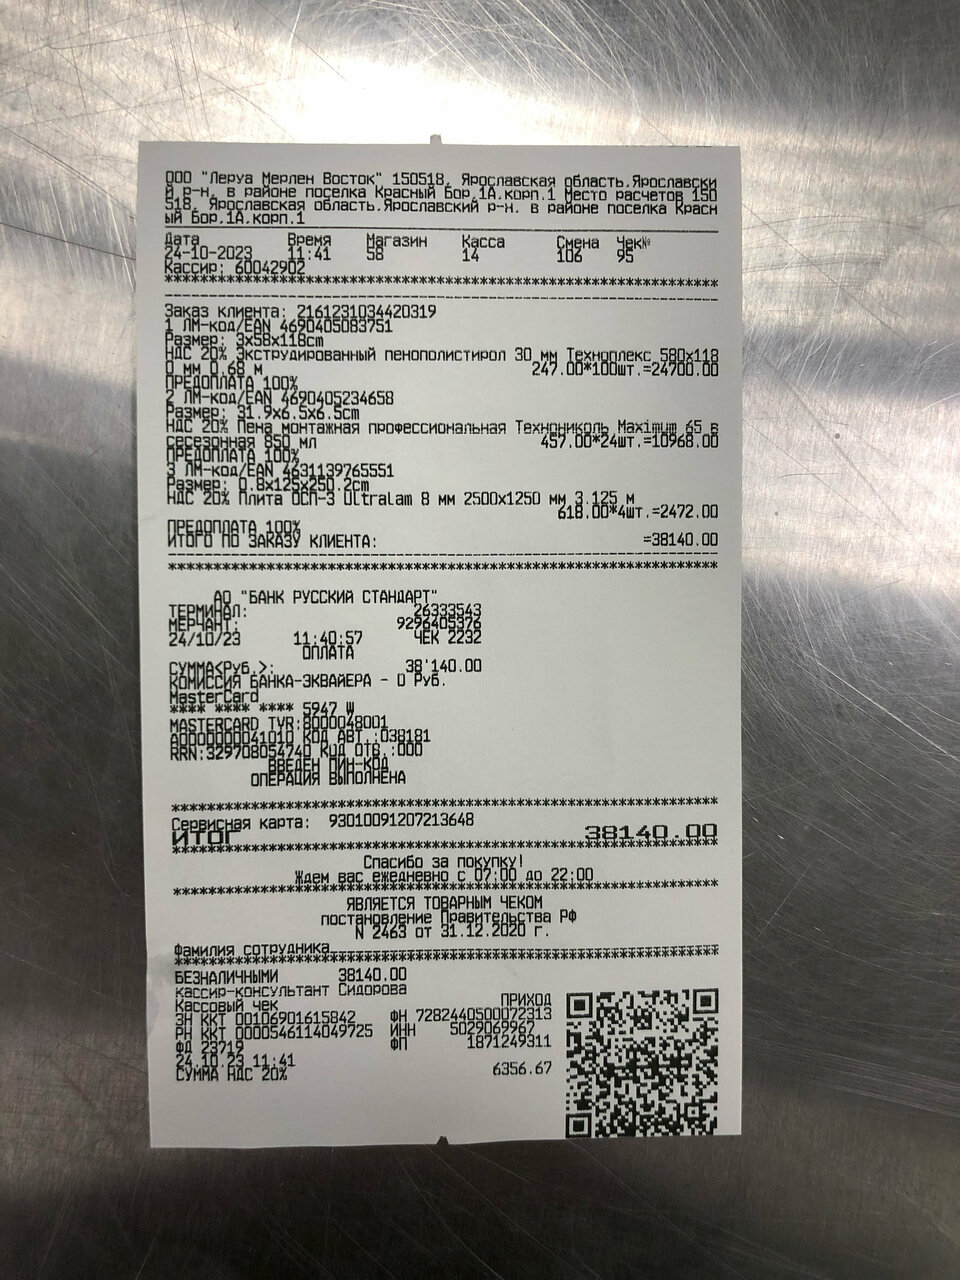 ООО "Леруа Мерлен Восток" 150518, Ярославская область,Ярославски
й р-н, в районе поселка Красный Бор,1А,корп.1 Место расчетов 150
518, Ярославская область,Ярославский р-н, в районе поселка Красн
ый Бор,1А,корп.1
Дата Время Магазин Касса Смена Чек№
24-10-2023 11:41 58 14 106 95
Кассир: 60042902
Заказ клиента: 2161231034420319
1 ЛМ-код/EAN 4690405083751
Размер: 3x58x118cm
НДС 20% Экструдированный пенополистирол 30 мм Техноплекс 580x118
0 мм 0.68 м 247.00*100шт.=24700.00
ПРЕДОПЛАТА 100%
2 ЛМ-код/EAN 4690405234658
Размер: 31.9x6.5x6.5cm
НДС 20% Пена монтажная профессиональная Технониколь Maximum 65 в
сесезонная 850 мл 457.00*24шт.=10968.00
ПРЕДОПЛАТА 100%
3 ЛМ-код/EAN 4631139765551
Размер: 0.8x125x250.2cm
НДС 20% Плита ОСП-3 Ultralam 8 мм 2500x1250 мм 3.125 м
618.00*4шт.=2472.00
ПРЕДОПЛАТА 100%
ИТОГО ПО ЗАКАЗУ КЛИЕНТА: =38140.00
АО "БАНК РУССКИЙ СТАНДАРТ"
ТЕРМИНАЛ: 26333543
МЕРЧАНТ: 9296405376
24/10/23 11:40:57 ЧЕК 2232
ОПЛАТА
СУММА<Руб.>: 38'140.00
КОМИССИЯ БАНКА-ЭКВАЙЕРА - 0 Руб.
MasterCard
**** **** **** 5947 W
MASTERCARD TVR:8000048001
A0000000041010 КОД АВТ.:038181
RRN:329708054740 КОД ОТВ.:000
ВВЕДЕН ПИН-КОД
ОПЕРАЦИЯ ВЫПОЛНЕНА
Сервисная карта: 93010091207213648
ИТОГ 38140.00
Спасибо за покупку!
Ждем вас ежедневно с 07:00 до 22:00
ЯВЛЯЕТСЯ ТОВАРНЫМ ЧЕКОМ
постановление Правительства РФ
N 2463 от 31.12.2020 г.
Фамилия сотрудника
БЕЗНАЛИЧНЫМИ 38140.00
кассир-консультант Сидорова
Кассовый чек ПРИХОД
ЗН ККТ 00106901615842 ФН 7282440500072313
РН ККТ 0000546114049725 ИНН 5029069967
ФД 23719 ФП 1871249311
24.10.23 11:41
СУММА НДС 20% 6356.67